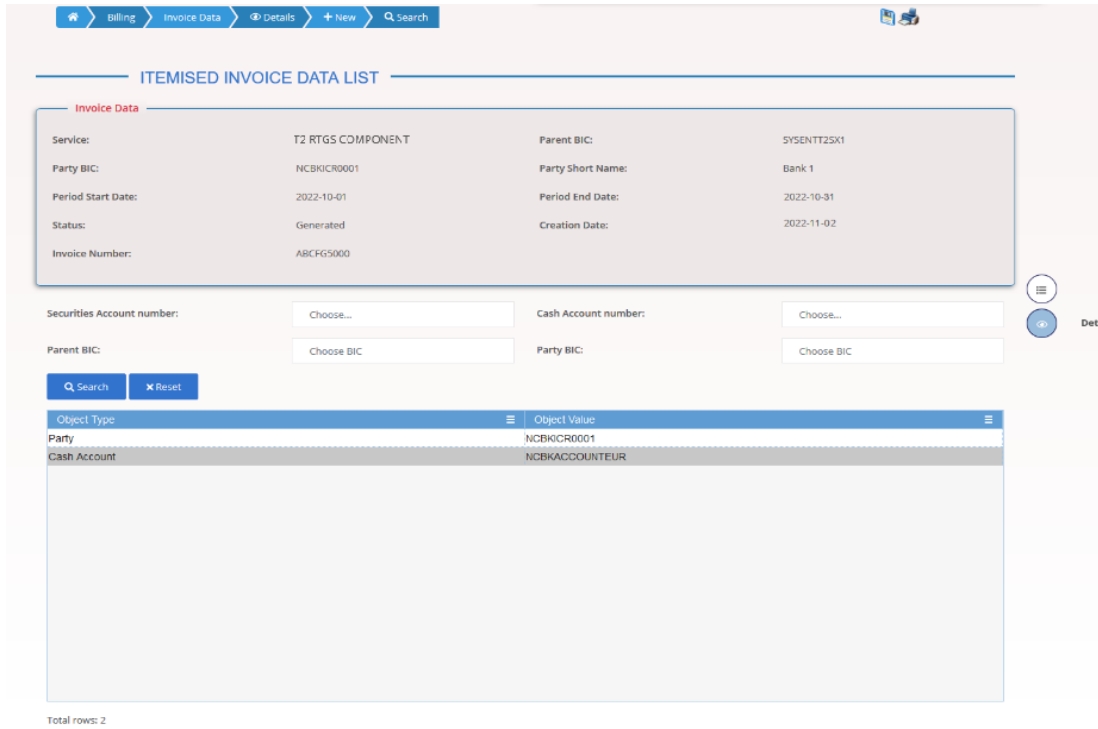 Billing Invoice Data Details New Search
ITEMISED INVOICE DATA LIST
Invoice Data
Service: T2 RTGS COMPONENT Parent BIC: SYSENTT2SX1
Party BIC: NCBKICR0001 Party Short Name: Bank 1
Period Start Date: 2022-10-01 Period End Date: 2022-10-31
Status: Generated Creation Date: 2022-11-02
Invoice Number: ABCFG5000
Securities Account number: Choose... Cash Account number: Choose...
Det
Parent BIC: Choose BIC Party BIC: Choose BIC
Search Reset
Object Type Object Value
Party NCBKICR0001
Cash Account NCBKACCOUNTEUR
Total rows: 2